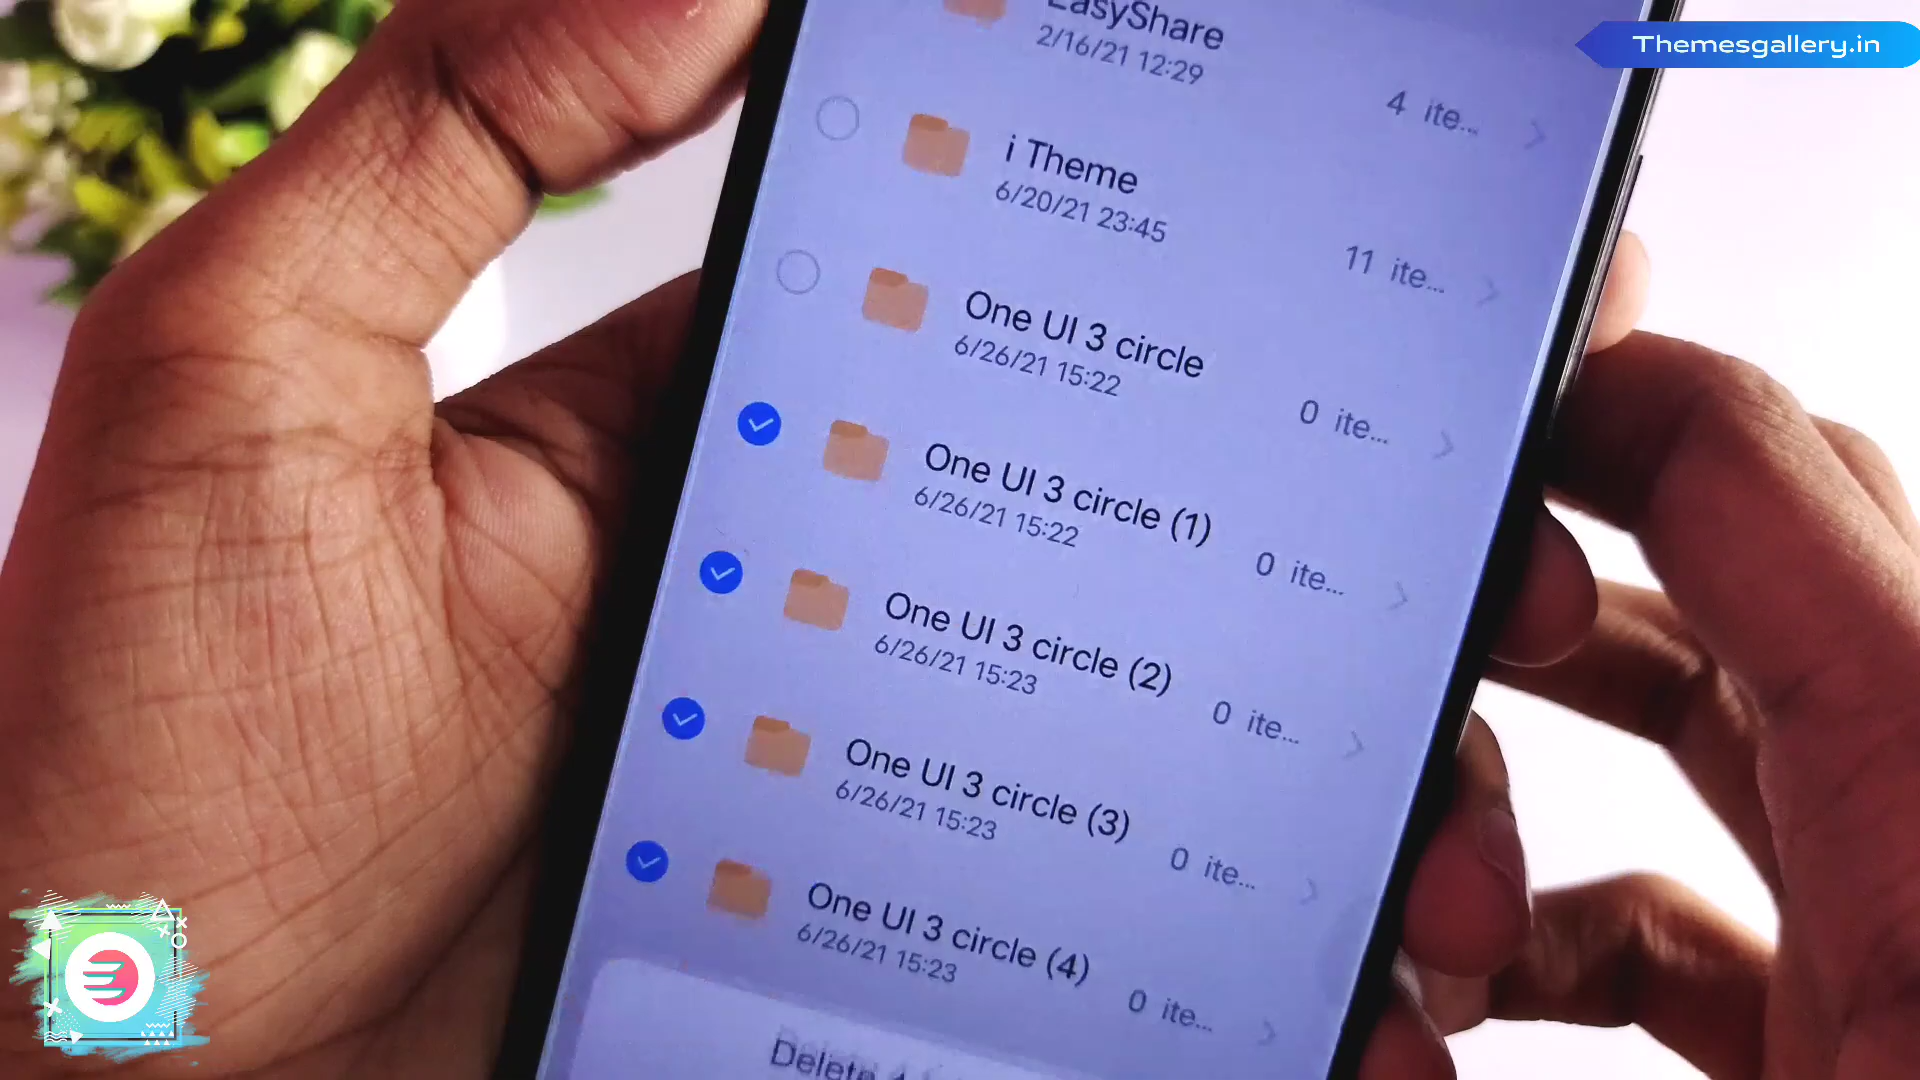 Themesgallery.in
EasyShare
2/16/21 12:29
4 ite...
i Theme
6/20/21 23:45
11 ite...
One UI 3 circle
6/26/21 15:22
0 ite...
One UI 3 circle (1)
6/26/21 15:22
0 ite...
One UI 3 circle (2)
6/26/21 15:23
0 ite...
One UI 3 circle (3)
6/26/21 15:23
0 ite...
One UI 3 circle (4)
6/26/21 15:23
0 ite...
Delete